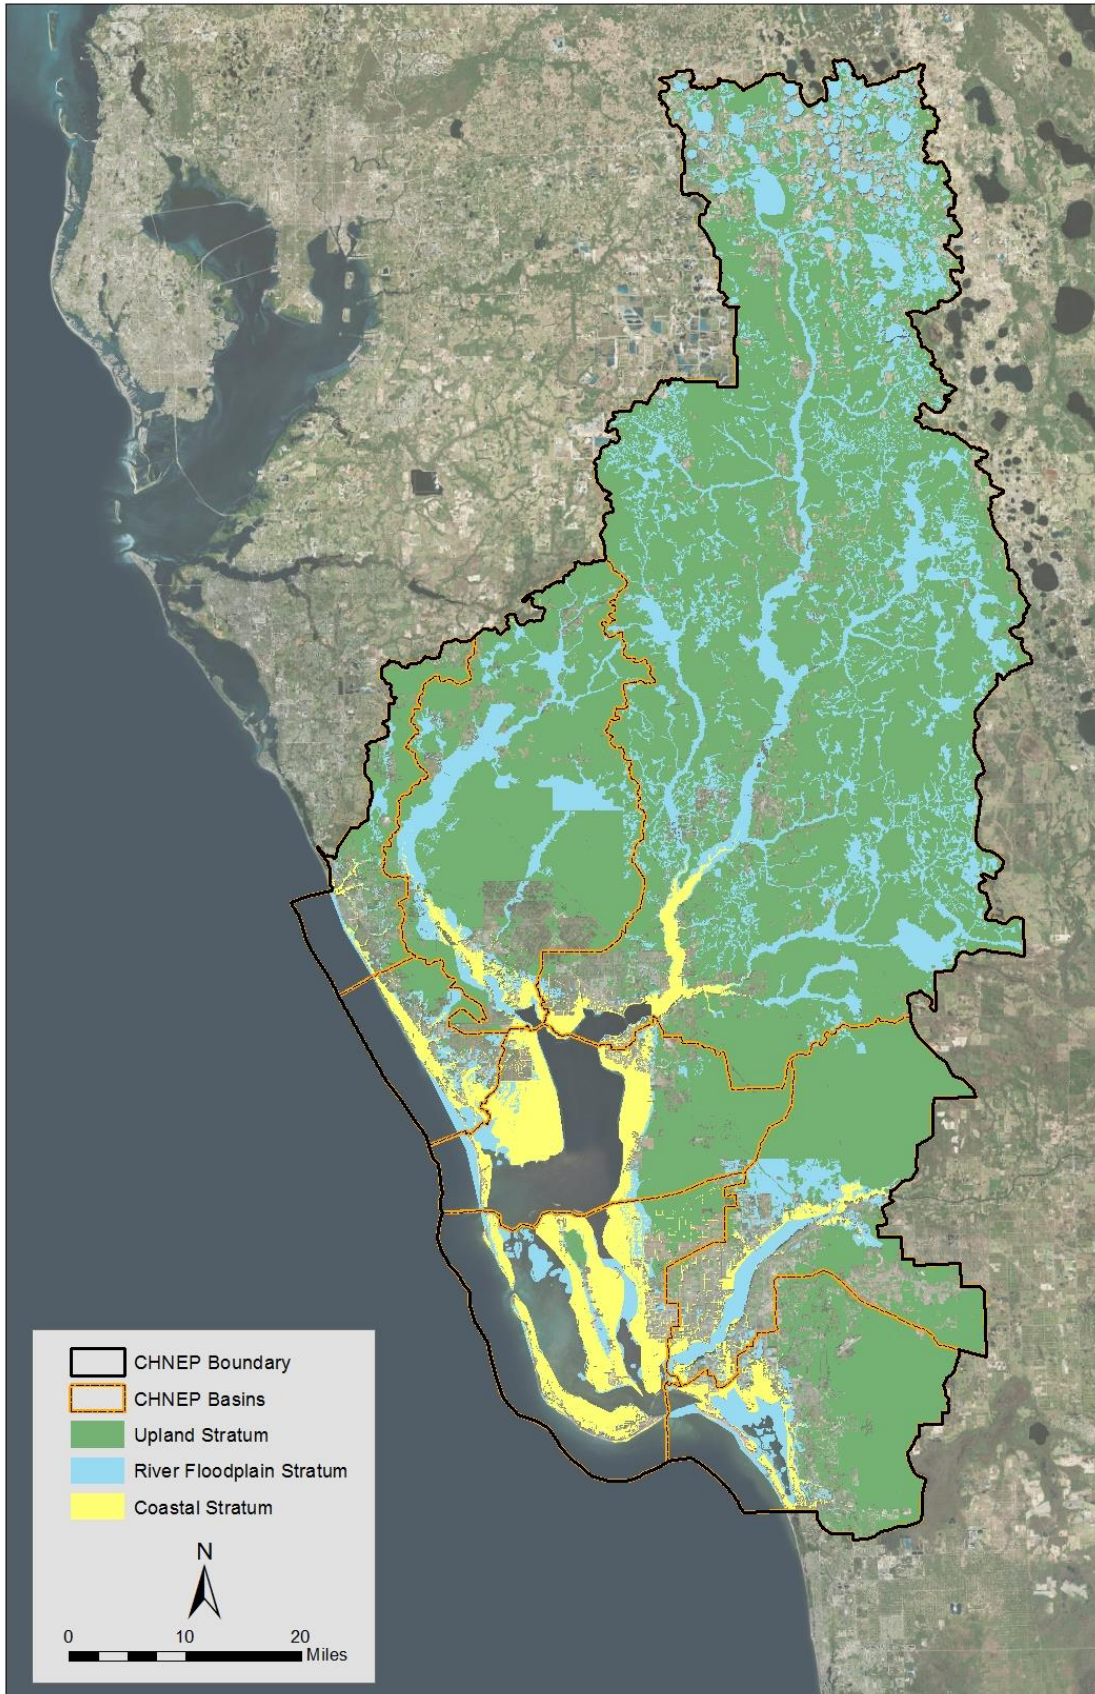 CHNEP Boundary
CHNEP Basins
Upland Stratum
River Floodplain Stratum
Coastal Stratum
N
0 10 20
Miles